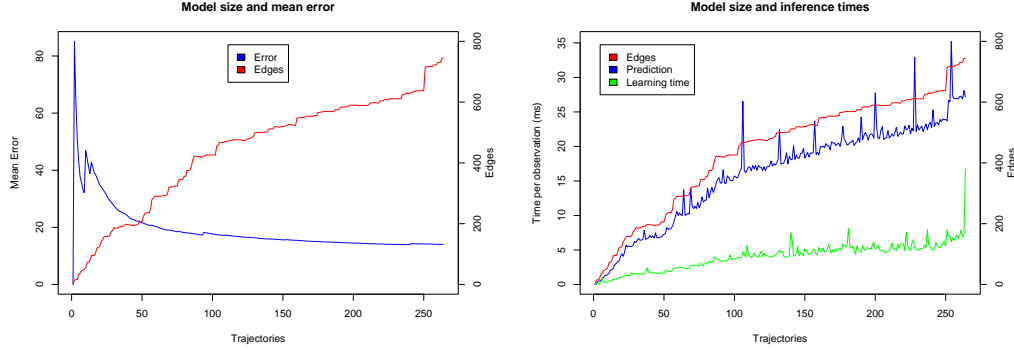 Model size and mean error
Error
Edges
Mean Error
0
20
40
60
80
Edges
0
200
400
600
800
0
50
100
150
200
250
Trajectories
Model size and inference times
Edges
Prediction
Learning time
Time per observation (ms)
0
5
10
15
20
25
30
35
Edges
0
200
400
600
800
0
50
100
150
200
250
Trajectories